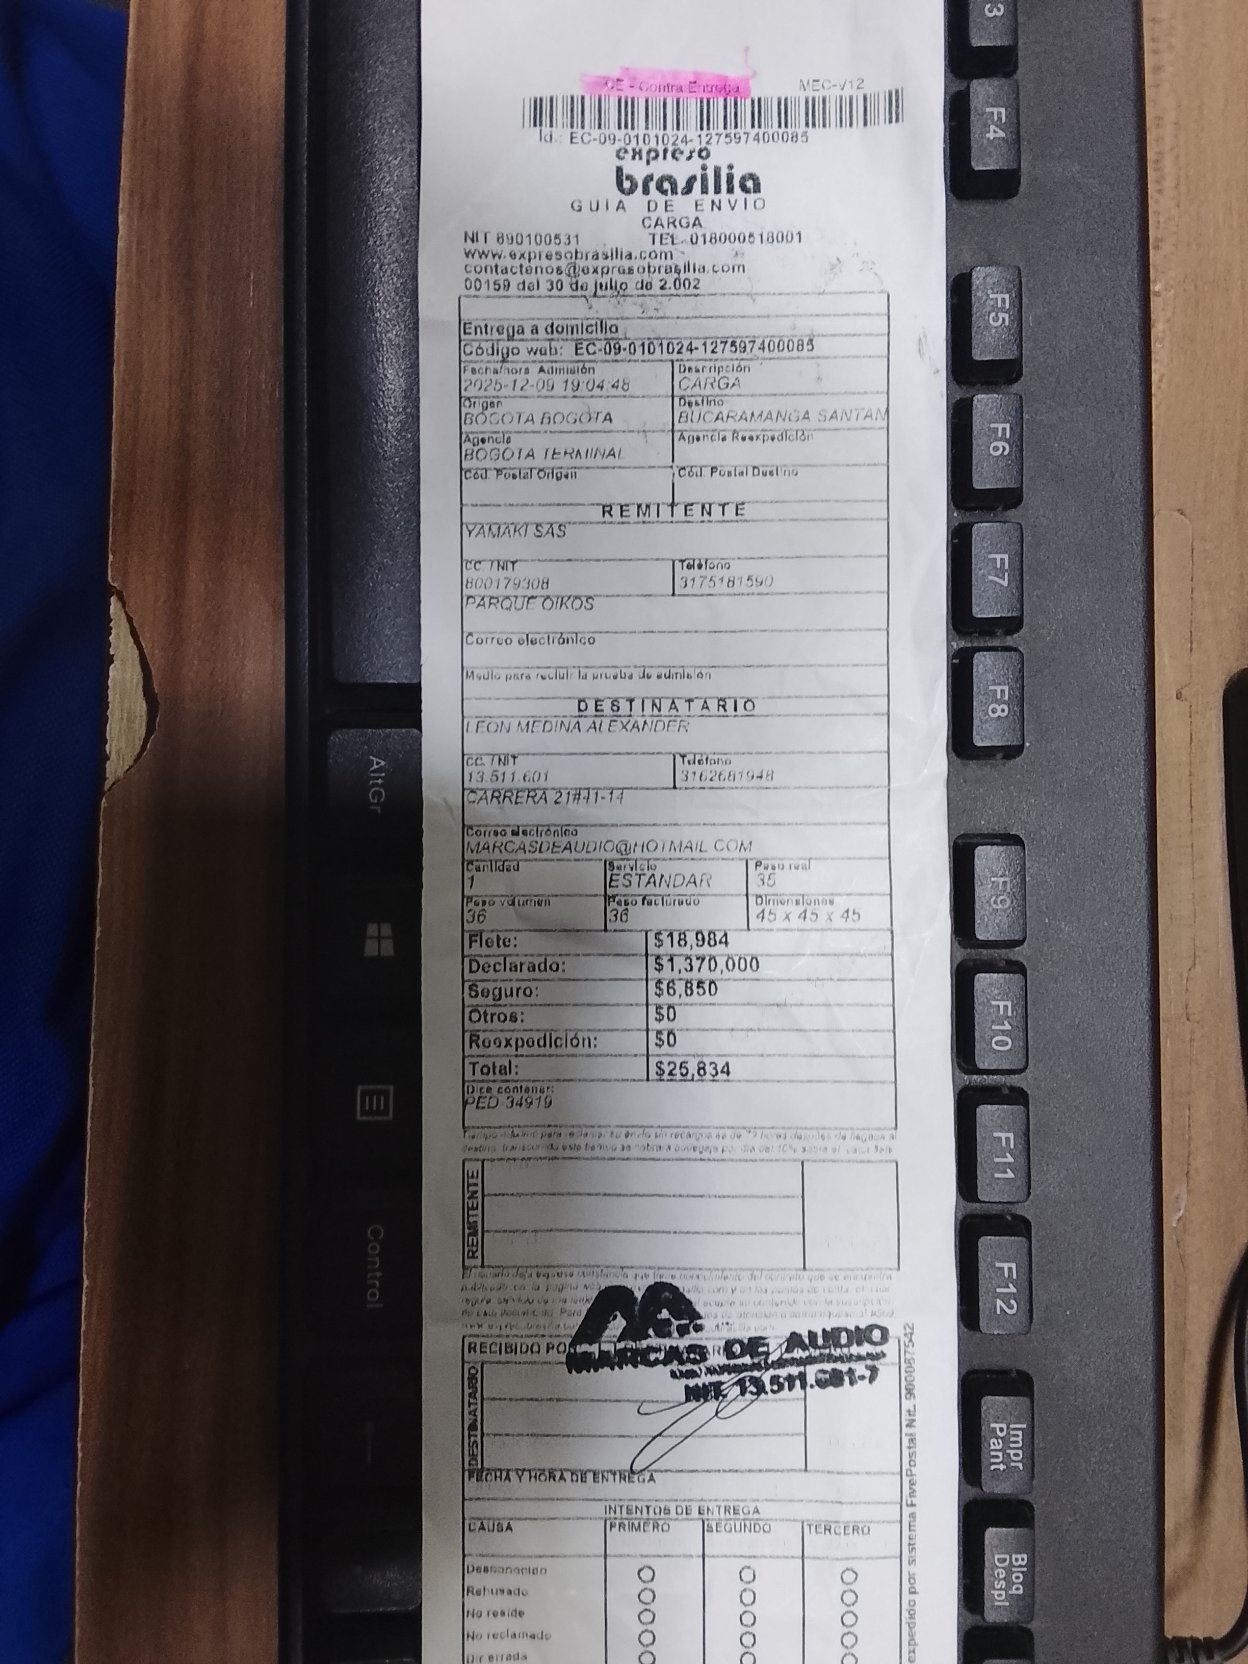 CE - Contra Entrega MEC-V12
Id.: EC-09-0101024-127597400085
expreso
brasilia
GUIA DE ENVIO
CARGA
NIT 890100531 TEL. 018000518001
www.expresobrasilia.com
contactenos@expresobrasilia.com
00159 del 30 de julio de 2.002
Entrega a domicilio
Código web: EC-09-0101024-127597400085
Fecha/hora Admisión Descripción
2025-12-09 19:04:48 CARGA
Origen Destino
BOGOTA BOGOTA BUCARAMANGA SANTAN
Agencia Agencia Reexpedición
BOGOTA TERMINAL
Cód. Postal Origen Cód. Postal Destino
REMITENTE
YAMAKI SAS
CC. / NIT Teléfono
800179308 3175181590
PARQUE OIKOS
Correo electrónico
Medio para recibir la prueba de admisión
DESTINATARIO
LEON MEDINA ALEXANDER
CC. / NIT Teléfono
13.511.601 3162681948
CARRERA 21#41-14
Correo electrónico
MARCASDEAUDIO@HOTMAIL.COM
Cantidad Servicio Peso real
1 ESTANDAR 35
Peso volumen Peso facturado Dimensiones
36 36 45 x 45 x 45
Flete: $18,984
Declarado: $1,370,000
Seguro: $6,850
Otros: $0
Reexpedición: $0
Total: $25,834
Dice contener:
PED 34919
REMITENTE
RECIBIDO PO
MARCAS DE AUDIO
NIT. 13.511.601-7
DESTINATARIO
FECHA Y HORA DE ENTREGA
INTENTOS DE ENTREGA
CAUSA PRIMERO SEGUNDO TERCERO
Desconocido
Rehusado
No reside
No reclamado
Dir errada
expedido por sistema FivePostal Nit. 900087542
3
F4
F5
F6
F7
F8
F9
F10
F11
F12
Impr
Pant
Bloq
Despl
AltGr
Control